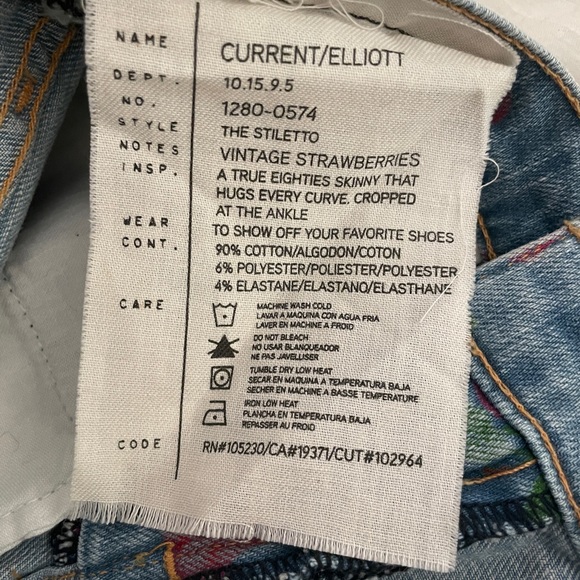 NAME CURRENT/ELLIOTT
DEPT. 10.15.9.5
NO. 1280-0574
STYLE THE STILETTO
NOTES VINTAGE STRAWBERRIES
INSP. A TRUE EIGHTIES SKINNY THAT
HUGS EVERY CURVE. CROPPED
AT THE ANKLE
WEAR TO SHOW OFF YOUR FAVORITE SHOES
CONT. 90% COTTON/ALGODON/COTON
6% POLYESTER/POLIESTER/POLYESTER
4% ELASTANE/ELASTANO/ELASTHANE
CARE MACHINE WASH COLD
LAVAR A MAQUINA CON AGUA FRIA
LAVER EN MACHINE A FROID
DO NOT BLEACH
NO USAR BLANQUEADOR
NE PAS JAVELLISER
TUMBLE DRY LOW HEAT
SECAR EN MAQUINA A TEMPERATURA BAJA
SECHER EN MACHINE A BASSE TEMPERATURE
IRON LOW HEAT
PLANCHA EN TEMPERATURA BAJA
REPASSER AU FROID
CODE RN#105230/CA#19371/CUT#102964